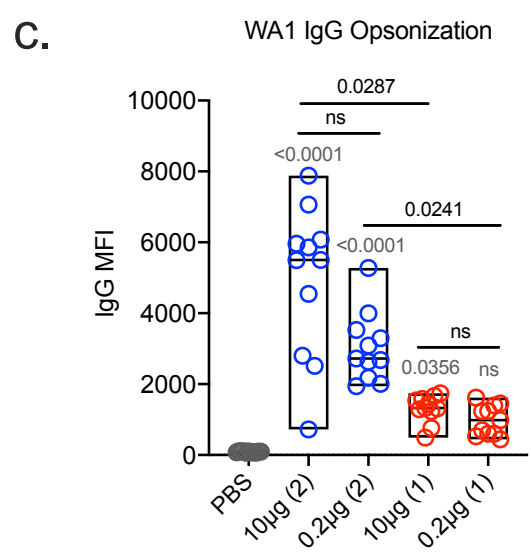 c.
WA1 IgG Opsonization
0.0287
ns
<0.0001
0.0241
<0.0001
ns
0.0356
ns
IgG MFI
10000
8000
6000
4000
2000
0
PBS
10µg (2)
0.2µg (2)
10µg (1)
0.2µg (1)